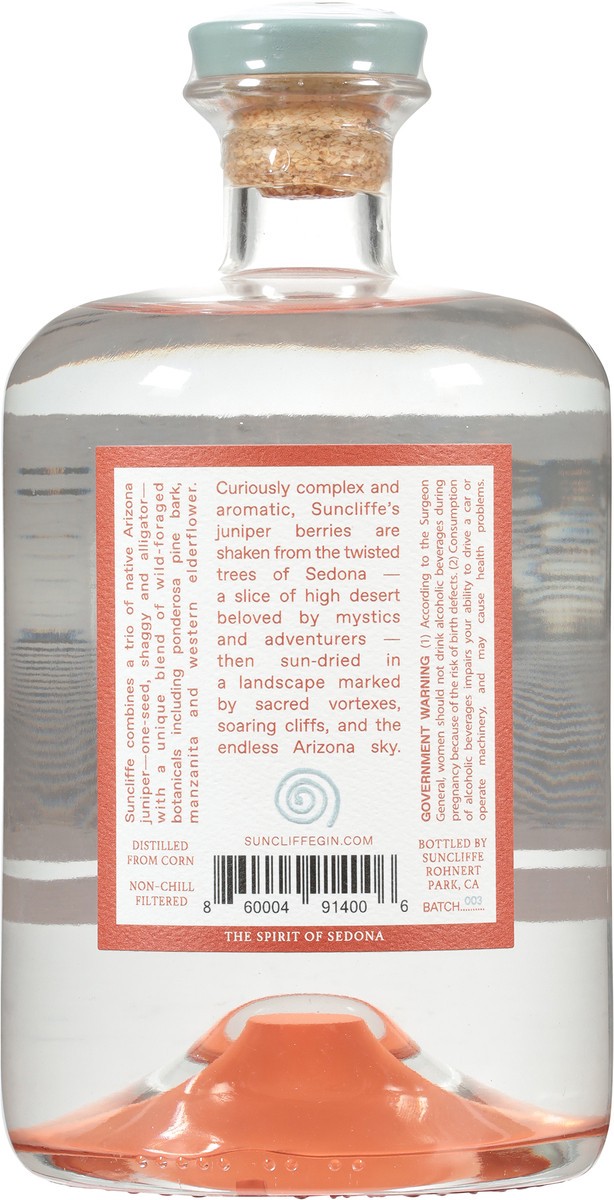 Suncliffe combines a trio of native Arizona
juniper—one-seed, shaggy and alligator—
with a unique blend of wild-foraged
botanicals including ponderosa pine bark,
manzanita and western elderflower.
Curiously complex and
aromatic, Suncliffe's
juniper berries are
shaken from the twisted
trees of Sedona —
a slice of high desert
beloved by mystics
and adventurers —
then sun-dried in
a landscape marked
by sacred vortexes,
soaring cliffs, and the
endless Arizona sky.
GOVERNMENT WARNING (1) According to the Surgeon
General, women should not drink alcoholic beverages during
pregnancy because of the risk of birth defects. (2) Consumption
of alcoholic beverages impairs your ability to drive a car or
operate machinery, and may cause health problems.
DISTILLED
FROM CORN
NON-CHILL
FILTERED
SUNCLIFFEGIN.COM
8 60004 91400 6
BOTTLED BY
SUNCLIFFE
ROHNERT
PARK, CA
BATCH 003
THE SPIRIT OF SEDONA